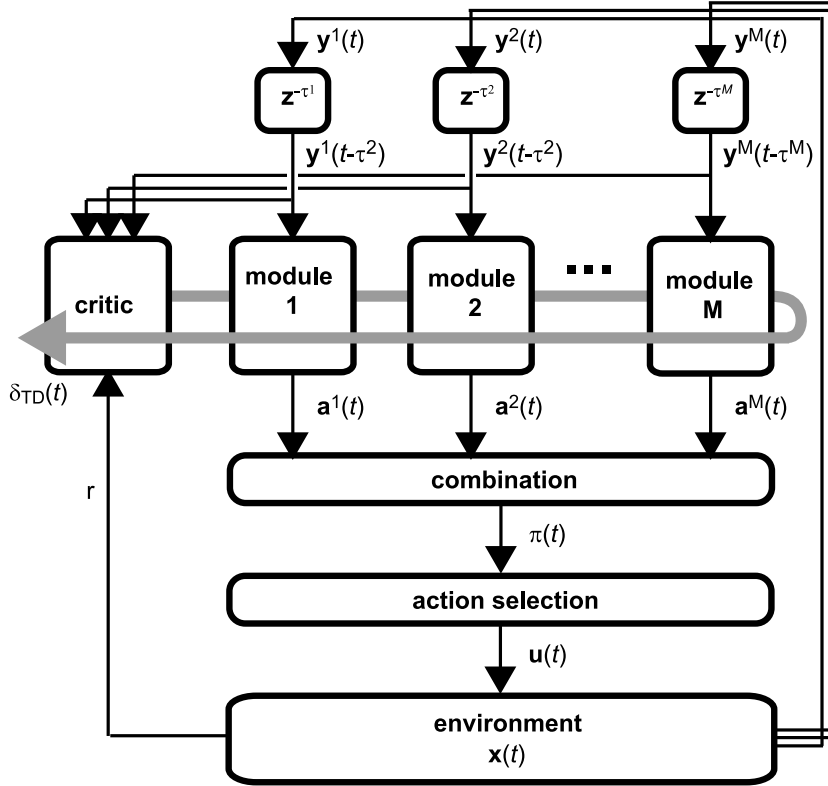 y¹(t) y²(t) yᴹ(t)
z^-τ¹ z^-τ² z^-τᴹ
y¹(t-τ²) y²(t-τ²) yᴹ(t-τᴹ)
critic
module
1
module
2
...
module
M
δTD(t)
a¹(t) a²(t) aᴹ(t)
combination
r
π(t)
action selection
u(t)
environment
x(t)